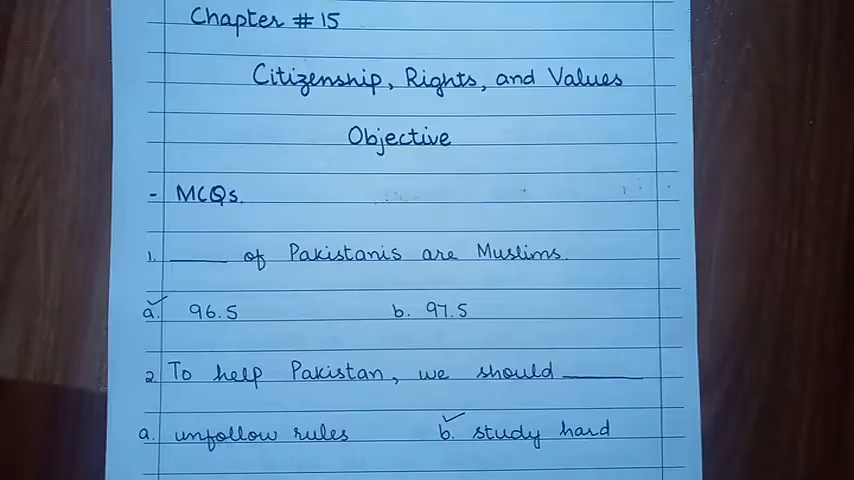 Chapter # 15
Citizenship, Rights, and Values
Objective
- MCQs.
1. ____ of Pakistanis are Muslims.
✓a. 96.5 b. 97.5
2. To help Pakistan, we should ____
a. unfollow rules ✓b. study hard